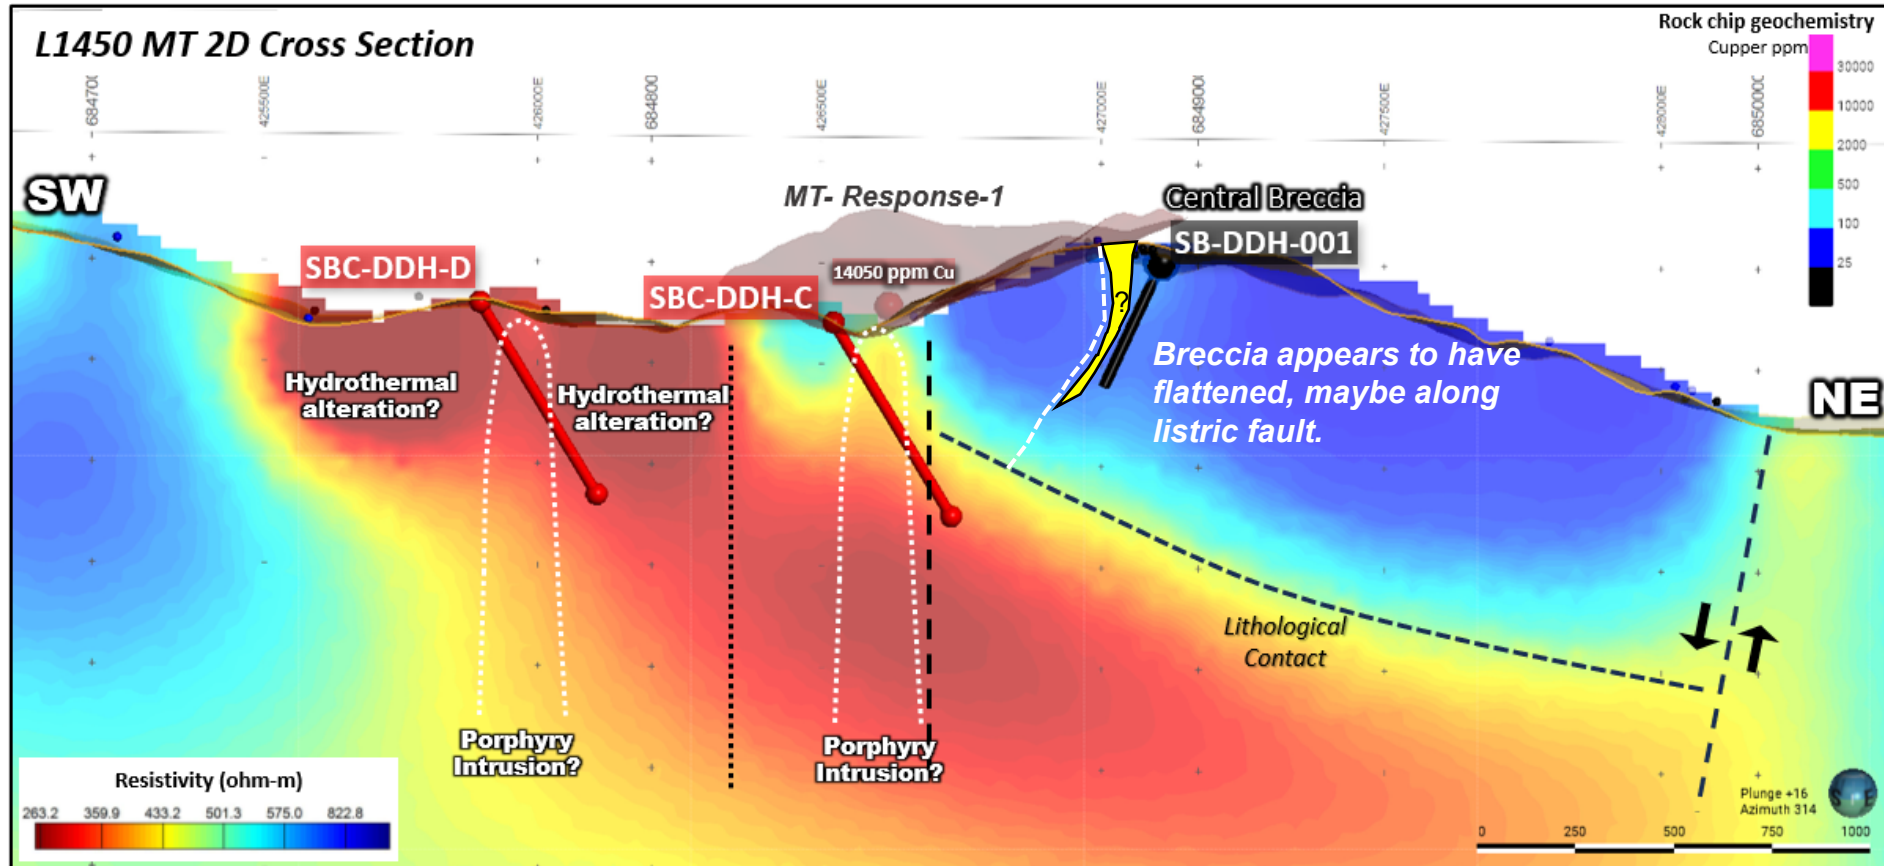 L1450 MT 2D Cross Section
Rock chip geochemistry
Cupper ppm
30000
10000
2000
500
100
25
684700
425500E
426000E
684800
426500E
427000E
684900
427500E
428000E
6850000
SW
MT- Response-1
Central Breccia
SB-DDH-001
SBC-DDH-D
SBC-DDH-C
14050 ppm Cu
?
Breccia appears to have
flattened, maybe along
listric fault.
NE
Hydrothermal
alteration?
Hydrothermal
alteration?
Lithological
Contact
Porphyry
Intrusion?
Porphyry
Intrusion?
Resistivity (ohm-m)
263.2 359.9 433.2 501.3 575.0 822.8
Plunge +16
Azimuth 314
0 250 500 750 1000